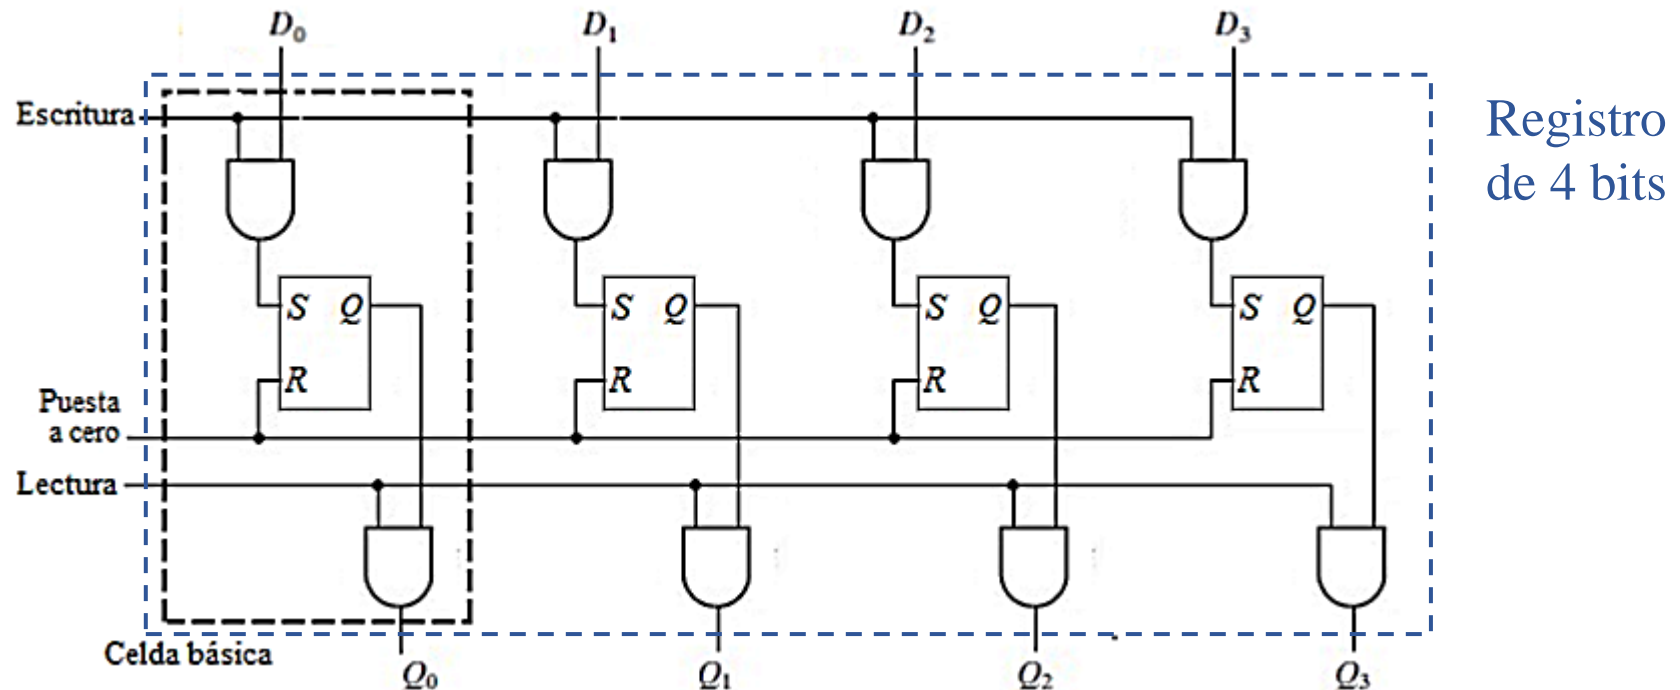 D₀ D₁ D₂ D₃
Escritura
Registro
de 4 bits
S Q S Q S Q S Q
R R R R
Puesta
a cero
Lectura
Celda básica
Q₀ Q₁ Q₂ Q₃